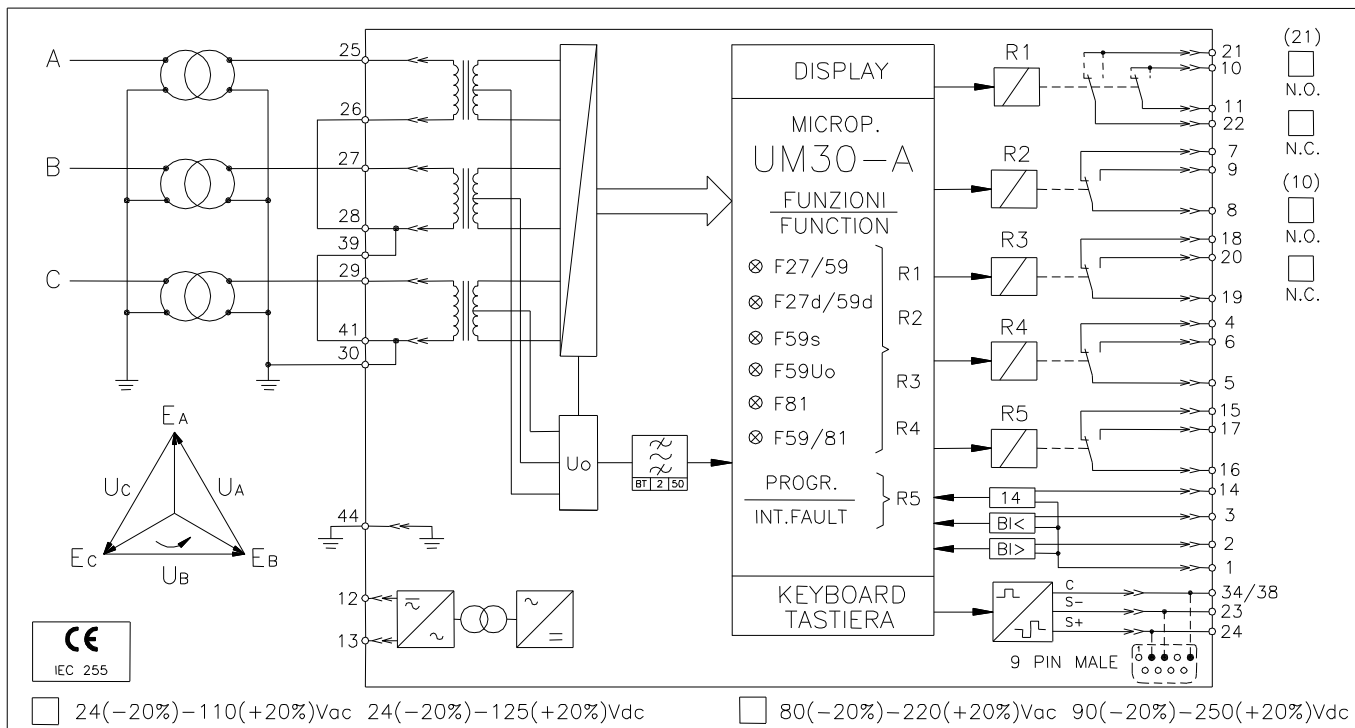 A
B
C
25
26
27
28
39
29
41
30
44
12
13
EA
UC
UA
EC
UB
EB
CE
IEC 255
Uo
BT 2 50
DISPLAY
MICROP.
UM30-A
FUNZIONI
FUNCTION
F27/59
F27d/59d
F59s
F59Uo
F81
F59/81
R1
R2
R3
R4
PROGR.
INT.FAULT
R5
KEYBOARD
TASTIERA
R1
R2
R3
R4
R5
14
BI<
BI>
C
S-
S+
9 PIN MALE
21
10
11
22
7
9
8
18
20
19
4
6
5
15
17
16
14
3
2
1
34/38
23
24
(21)
N.O.
N.C.
(10)
N.O.
N.C.
24(-20%)-110(+20%)Vac 24(-20%)-125(+20%)Vdc
80(-20%)-220(+20%)Vac 90(-20%)-250(+20%)Vdc